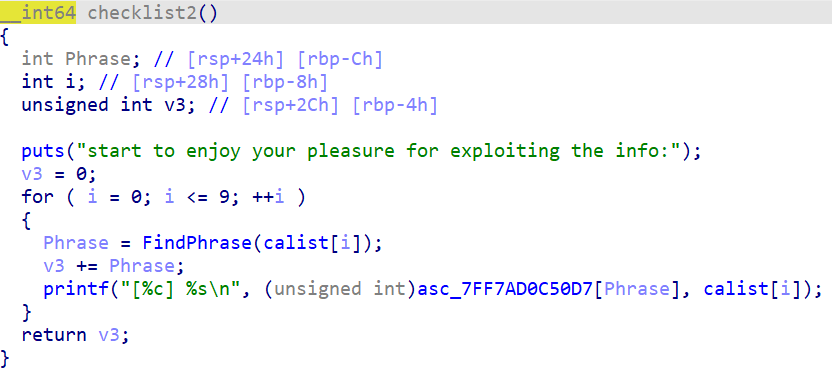 __int64 checklist2()
{
  int Phrase; // [rsp+24h] [rbp-Ch]
  int i; // [rsp+28h] [rbp-8h]
  unsigned int v3; // [rsp+2Ch] [rbp-4h]

  puts("start to enjoy your pleasure for exploiting the info:");
  v3 = 0;
  for ( i = 0; i <= 9; ++i )
  {
    Phrase = FindPhrase(calist[i]);
    v3 += Phrase;
    printf("[%c] %s\n", (unsigned int)asc_7FF7AD0C50D7[Phrase], calist[i]);
  }
  return v3;
}